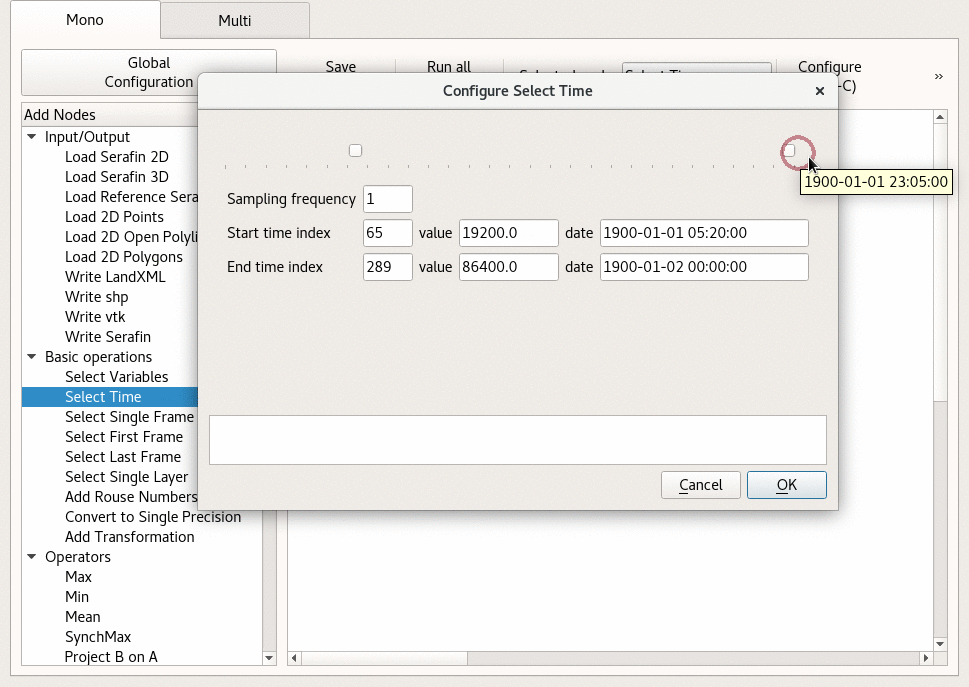 Mono
Multi
Global
Configuration
Save
Run all
Configure
-C)
»
Configure Select Time
×
1900-01-01 23:05:00
Sampling frequency 1
Start time index 65 value 19200.0 date 1900-01-01 05:20:00
End time index 289 value 86400.0 date 1900-01-02 00:00:00
Cancel
OK
Add Nodes
Input/Output
Load Serafin 2D
Load Serafin 3D
Load Reference Sera
Load 2D Points
Load 2D Open Polyli
Load 2D Polygons
Write LandXML
Write shp
Write vtk
Write Serafin
Basic operations
Select Variables
Select Time
Select Single Frame
Select First Frame
Select Last Frame
Select Single Layer
Add Rouse Numbers
Convert to Single Precision
Add Transformation
Operators
Max
Min
Mean
SynchMax
Project B on A